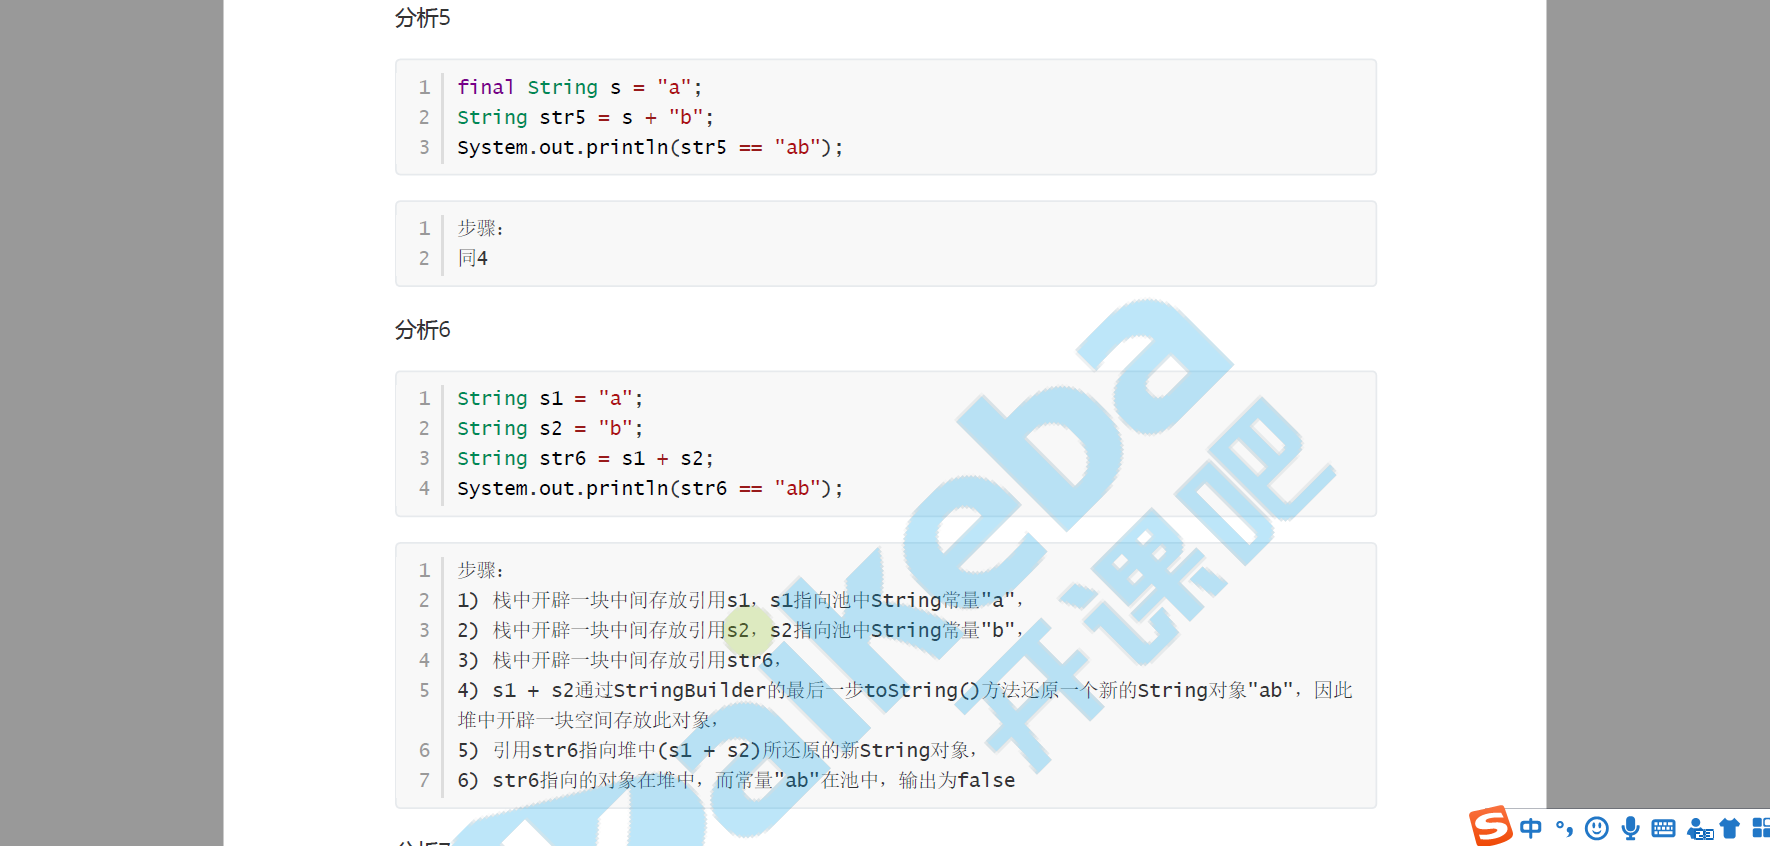 分析5
1 final String s = "a";
2 String str5 = s + "b";
3 System.out.println(str5 == "ab");
1 步骤:
2 同4
分析6
1 String s1 = "a";
2 String s2 = "b";
3 String str6 = s1 + s2;
4 System.out.println(str6 == "ab");
1 步骤:
2 1) 栈中开辟一块中间存放引用s1，s1指向池中String常量"a"，
3 2) 栈中开辟一块中间存放引用s2，s2指向池中String常量"b"，
4 3) 栈中开辟一块中间存放引用str6，
5 4) s1 + s2通过StringBuilder的最后一步toString()方法还原一个新的String对象"ab"，因此
堆中开辟一块空间存放此对象，
6 5) 引用str6指向堆中(s1 + s2)所还原的新String对象，
7 6) str6指向的对象在堆中，而常量"ab"在池中，输出为false
kaikeba
开课吧
S 中